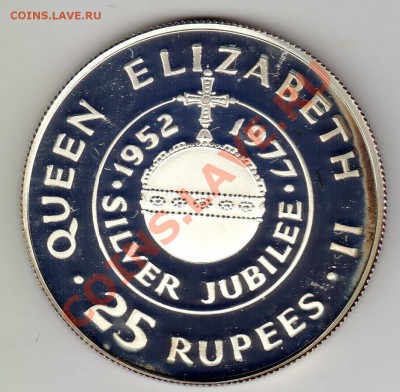 COINS.LAVE.RU
QUEEN ELIZABETH II
· 25 RUPEES ·
· 1952 1977 ·
SILVER JUBILEE
COINS.LAVE.RU